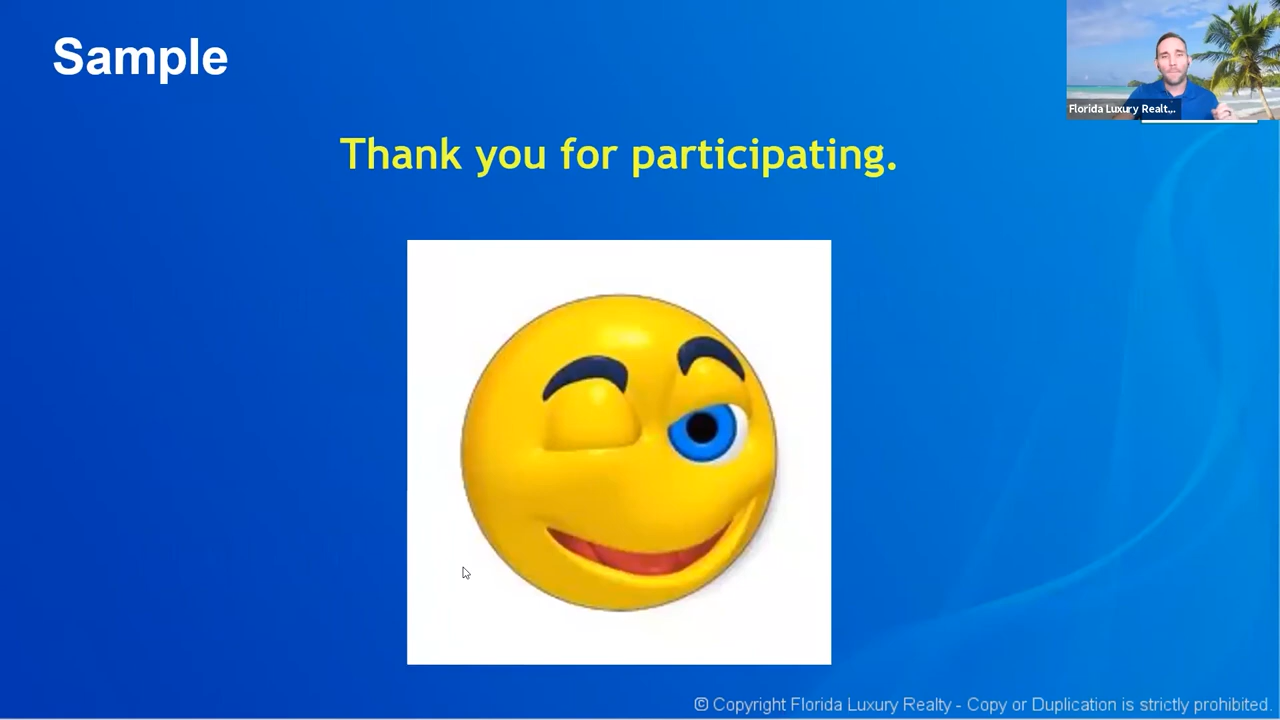 Sample
Florida Luxury Realt...
Thank you for participating.
© Copyright Florida Luxury Realty - Copy or Duplication is strictly prohibited.